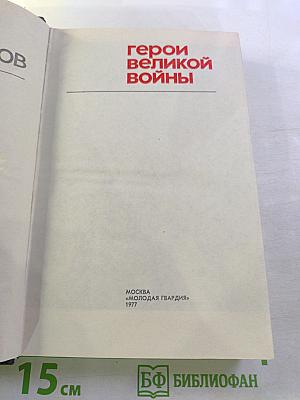 ОВ
герои
великой
войны
МОСКВА
«МОЛОДАЯ ГВАРДИЯ»
1977
15 см
БФ БИБЛИОФАН